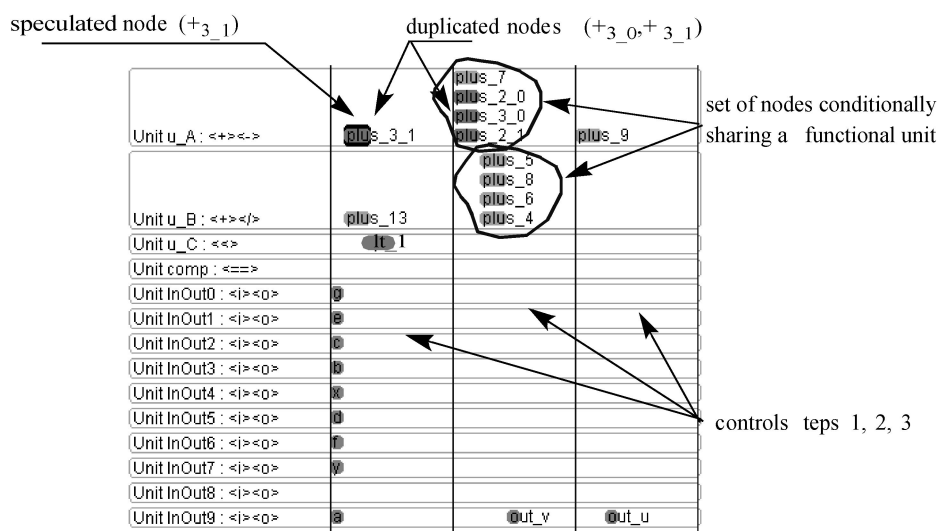 speculated node (+3_1)
duplicated nodes (+3_0,+ 3_1)
plus_7
plus_2_0
plus_3_0
Unit u_A : <+><-> plus_3_1 plus_2_1 plus_9
set of nodes conditionally
sharing a functional unit
plus_5
plus_8
plus_6
Unit u_B : <+></> plus_13 plus_4
Unit u_C : <<> lt_1
Unit comp : <==>
Unit InOut0 : <i><o> g
Unit InOut1 : <i><o> e
Unit InOut2 : <i><o> c
Unit InOut3 : <i><o> b
Unit InOut4 : <i><o> x
Unit InOut5 : <i><o> d
controls teps 1, 2, 3
Unit InOut6 : <i><o> f
Unit InOut7 : <i><o> y
Unit InOut8 : <i><o>
Unit InOut9 : <i><o> a out_v out_u